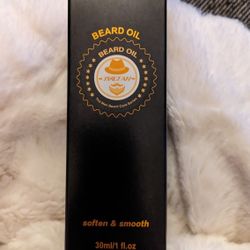 BEARD OIL
BEARD OIL
soften & smooth
30ml/1 fl.oz